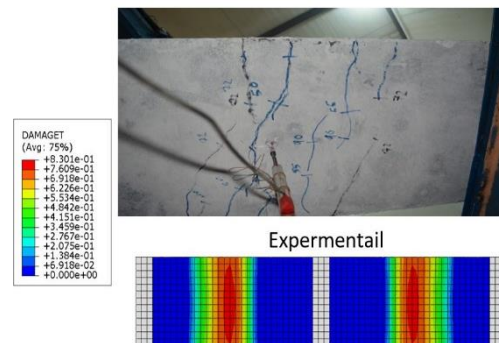 DAMAGET
(Avg: 75%)
+8.301e-01
+7.609e-01
+6.918e-01
+6.226e-01
+5.534e-01
+4.842e-01
+4.151e-01
+3.459e-01
+2.767e-01
+2.075e-01
+1.384e-01
+6.918e-02
+0.000e+00
Expermentail